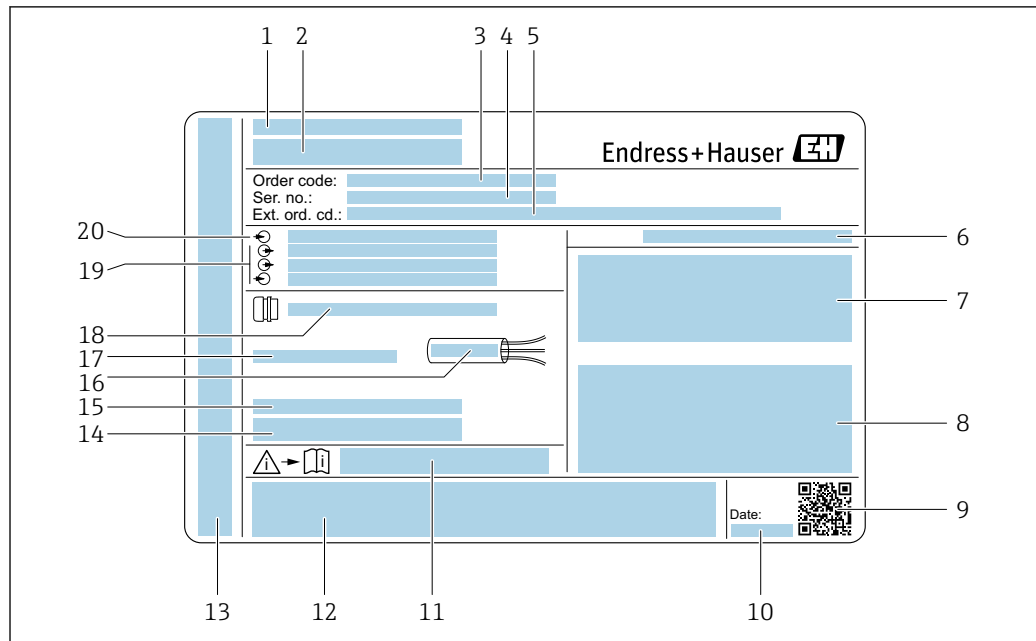 1 2 3 4 5
Endress+Hauser EH
Order code:
Ser. no.:
Ext. ord. cd.:
20
6
19
7
18
17
16
15
14
8
i i
11
9
Date:
13 12 10